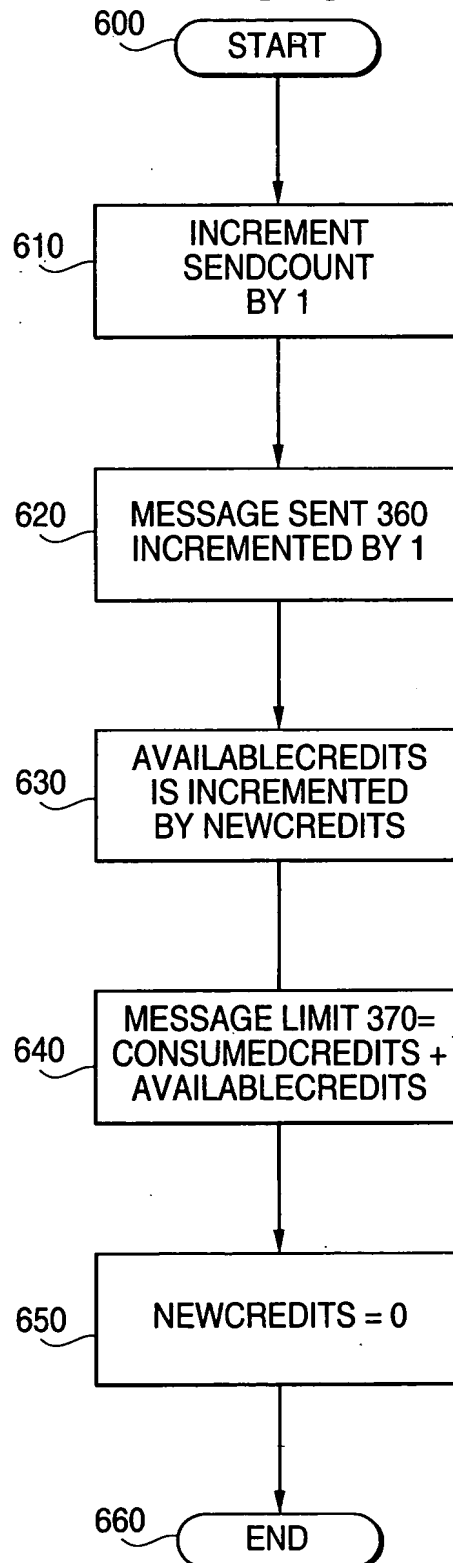 600
START
610
INCREMENT
SENDCOUNT
BY 1
620
MESSAGE SENT 360
INCREMENTED BY 1
630
AVAILABLECREDITS
IS INCREMENTED
BY NEWCREDITS
640
MESSAGE LIMIT 370=
CONSUMEDCREDITS +
AVAILABLECREDITS
650
NEWCREDITS = 0
660
END